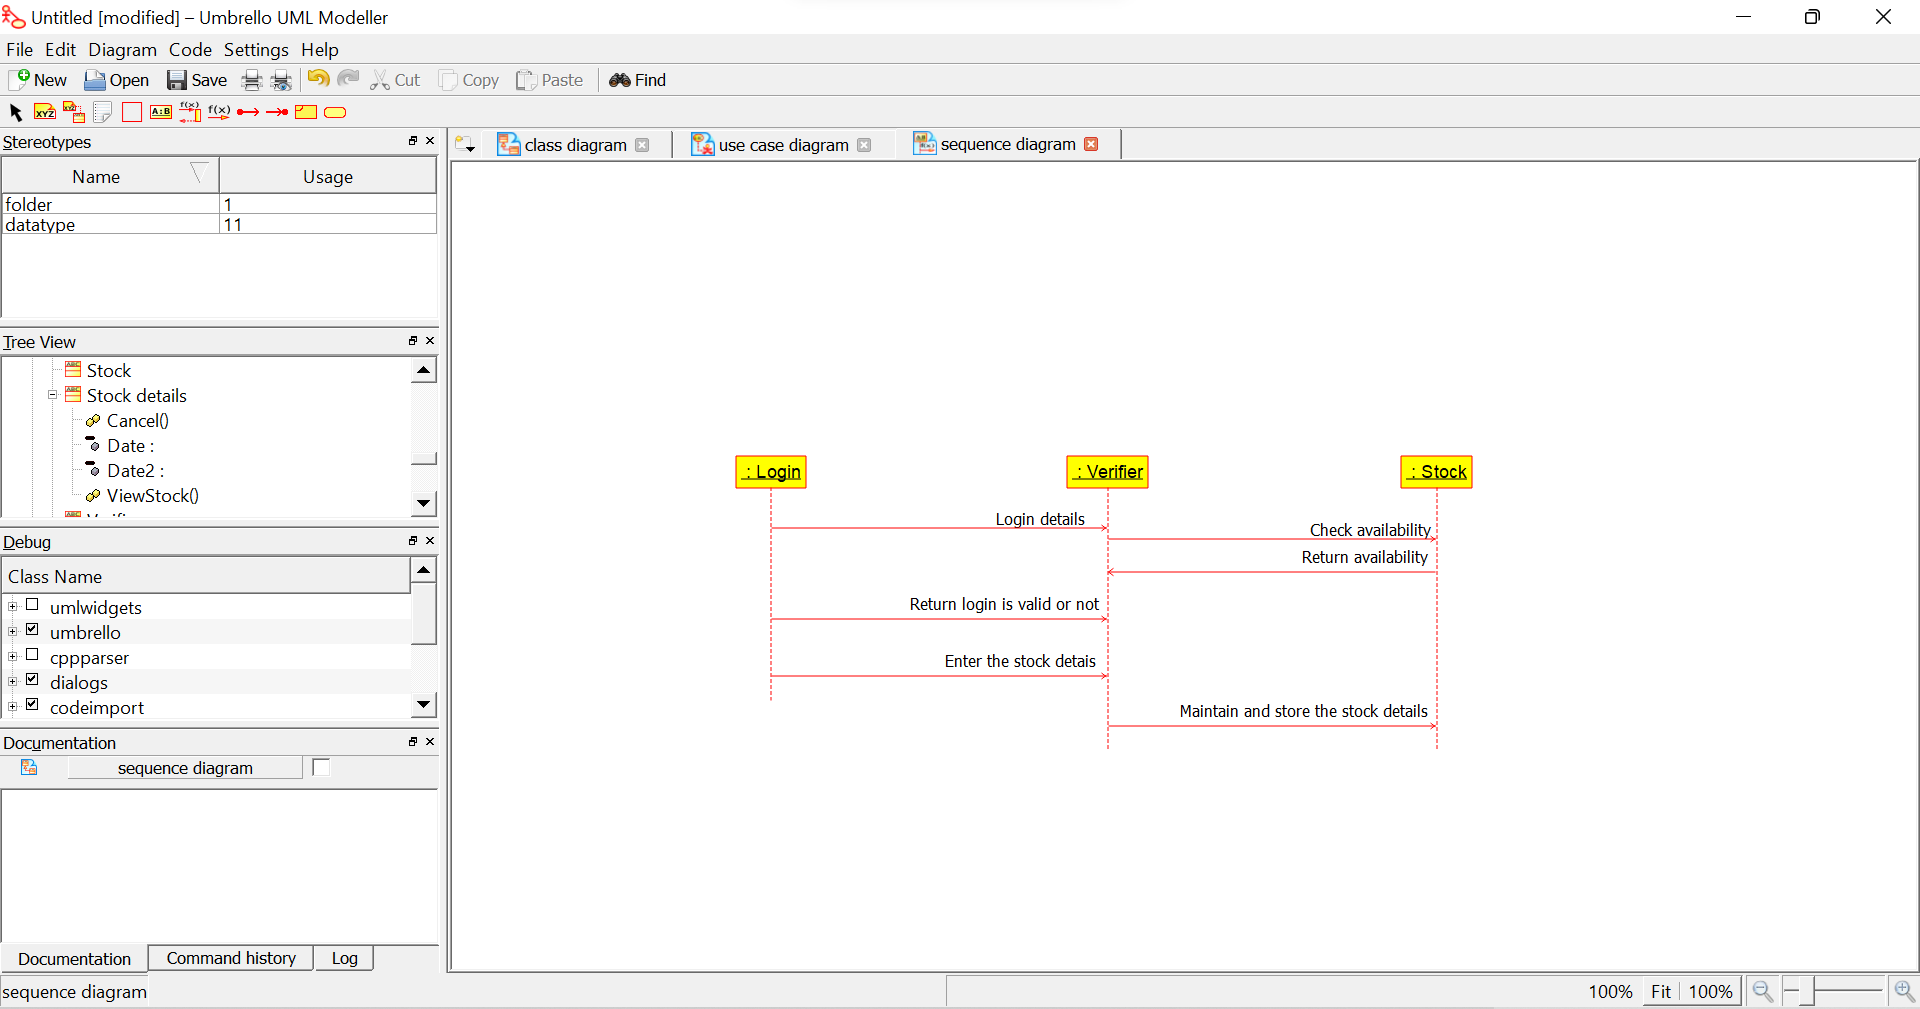 Untitled [modified] – Umbrello UML Modeller
File Edit Diagram Code Settings Help
New Open Save Cut Copy Paste Find
XYZ XYZ A:B f(x) f(x)
Stereotypes
Name Usage
folder 1
datatype 11
Tree View
Stock
Stock details
Cancel()
Date :
Date2 :
ViewStock()
Debug
Class Name
umlwidgets
umbrello
cppparser
dialogs
codeimport
Documentation
sequence diagram
Documentation Command history Log
class diagram use case diagram sequence diagram
: Login : Verifier : Stock
Login details
Check availability
Return availability
Return login is valid or not
Enter the stock detais
Maintain and store the stock details
sequence diagram 100% Fit 100%